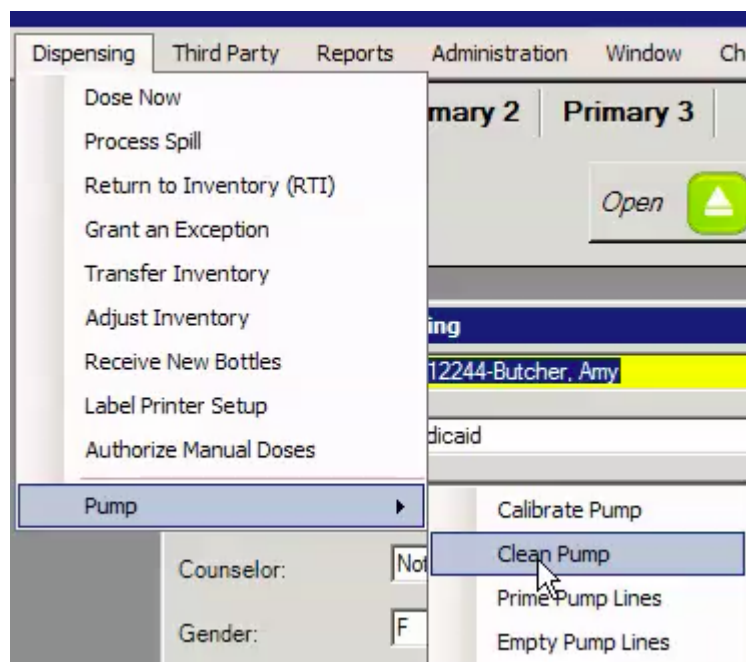 Dispensing Third Party Reports Administration Window Ch
Dose Now
mary 2 Primary 3
Process Spill
Return to Inventory (RTI)
Open
Grant an Exception
Transfer Inventory
Adjust Inventory
ing
Receive New Bottles
12244-Butcher, Amy
Label Printer Setup
dicaid
Authorize Manual Doses
Pump
Calibrate Pump
Clean Pump
Counselor: Not
Prime Pump Lines
Gender: F
Empty Pump Lines